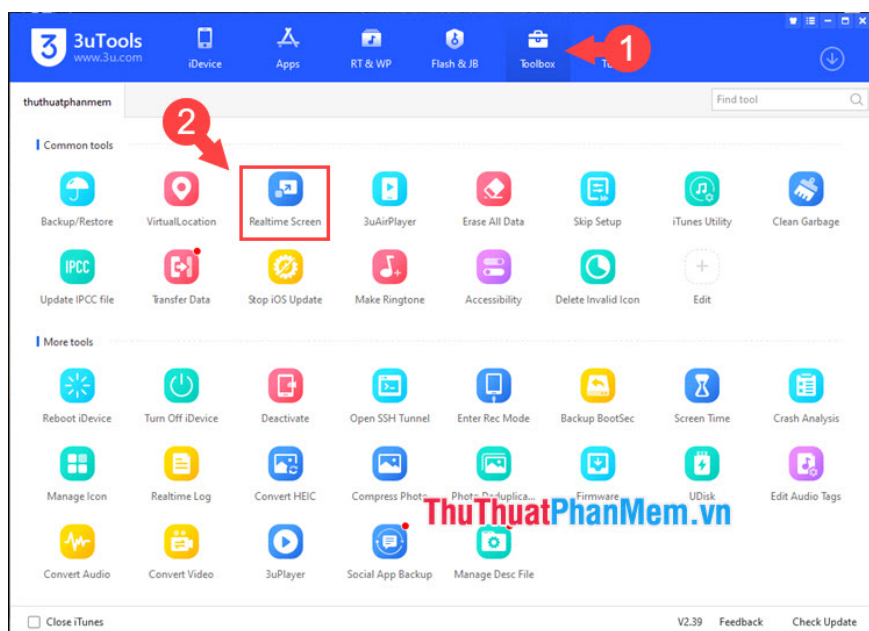 3 3uTools
www.3u.com
iDevice Apps RT & WP Flash & JB Toolbox
1
thuthuatphanmem
Find tool
2
Common tools
Backup/Restore VirtualLocation Realtime Screen 3uAirPlayer Erase All Data Skip Setup iTunes Utility Clean Garbage
IPCC
Update IPCC file Transfer Data Stop iOS Update Make Ringtone Accessibility Delete Invalid Icon Edit
More tools
Reboot iDevice Turn Off iDevice Deactivate Open SSH Tunnel Enter Rec Mode Backup BootSec Screen Time Crash Analysis
Manage Icon Realtime Log Convert HEIC Compress Photo Photo Deduplica... Firmware UDisk Edit Audio Tags
ThuThuatPhanMem.vn
Convert Audio Convert Video 3uPlayer Social App Backup Manage Desc File
Close iTunes V2.39 Feedback Check Update